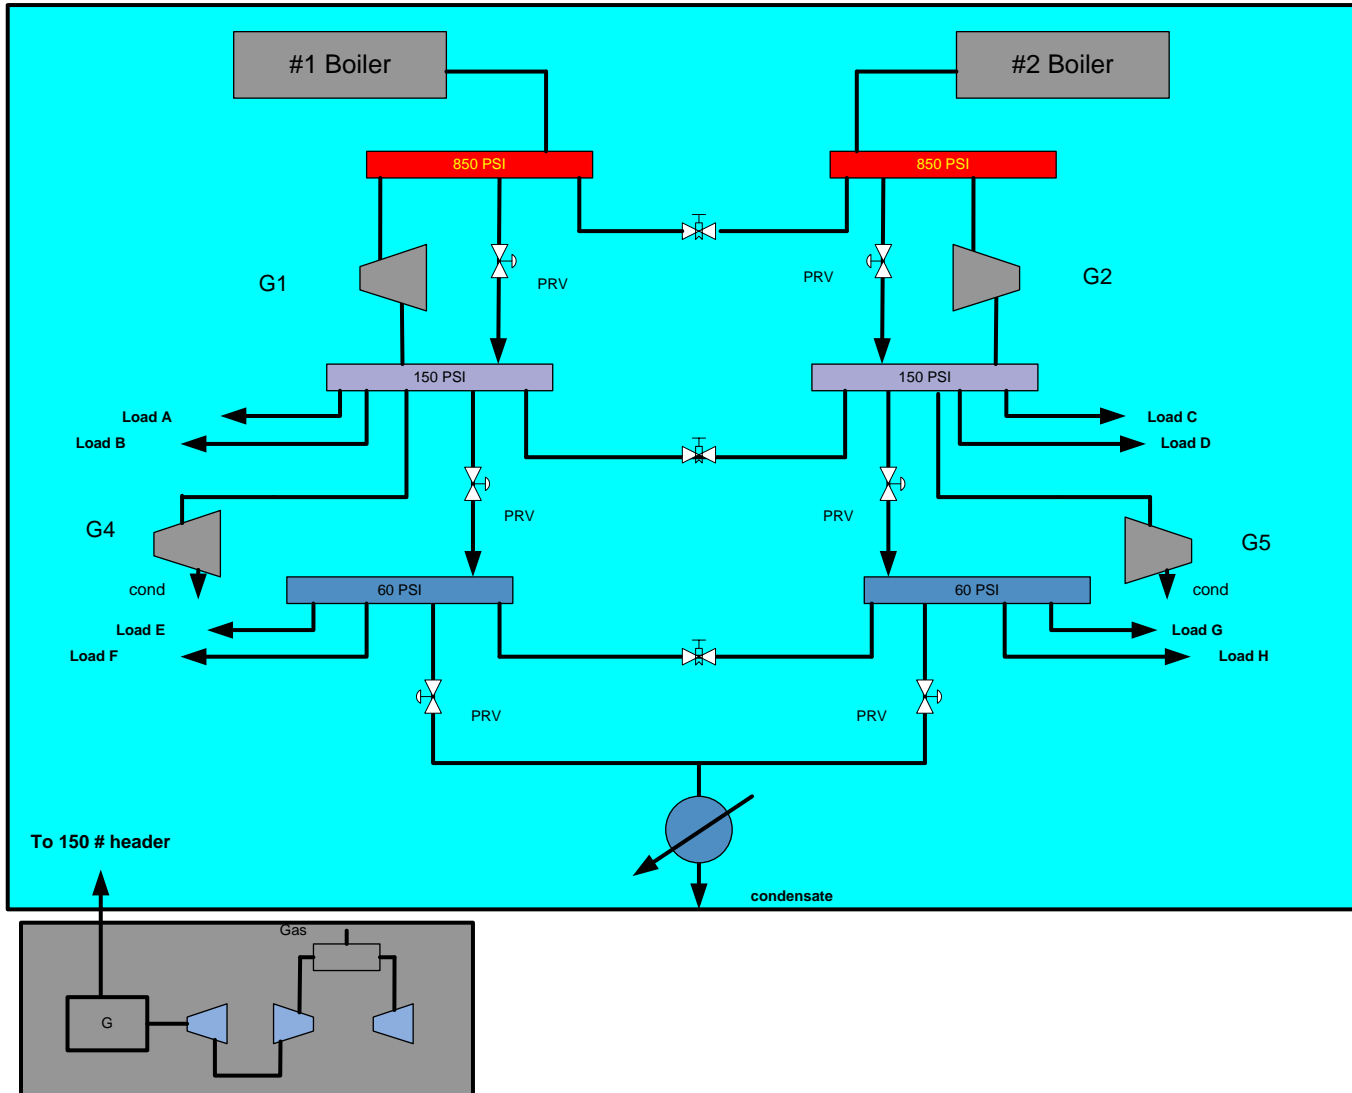 #1 Boiler
#2 Boiler
850 PSI
850 PSI
G1
PRV
PRV
G2
150 PSI
150 PSI
Load A
Load C
Load B
Load D
G4
PRV
PRV
G5
cond
60 PSI
60 PSI
cond
Load E
Load G
Load F
Load H
PRV
PRV
To 150 # header
condensate
Gas
G